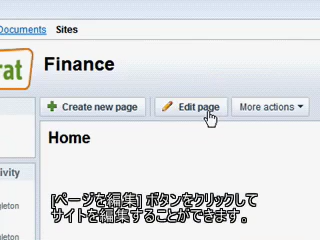 Documents Sites
rat
Finance
Create new page
Edit page
More actions
Home
ivity
ngleton
[ページを編集] ボタンをクリックして
サイトを編集することができます。
ngleton